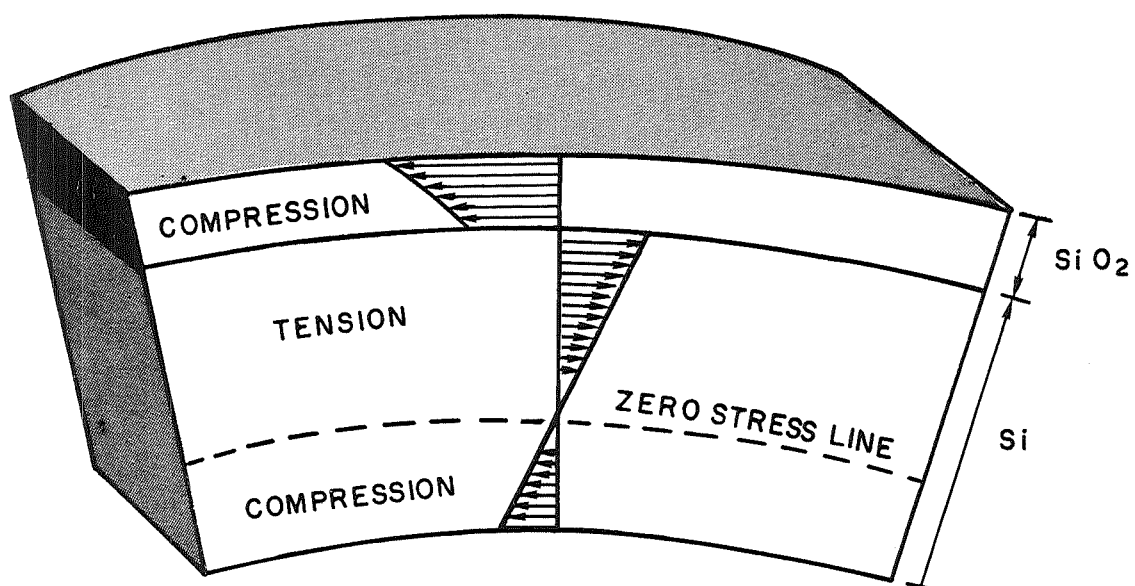 COMPRESSION
SiO2
TENSION
ZERO STRESS LINE
Si
COMPRESSION